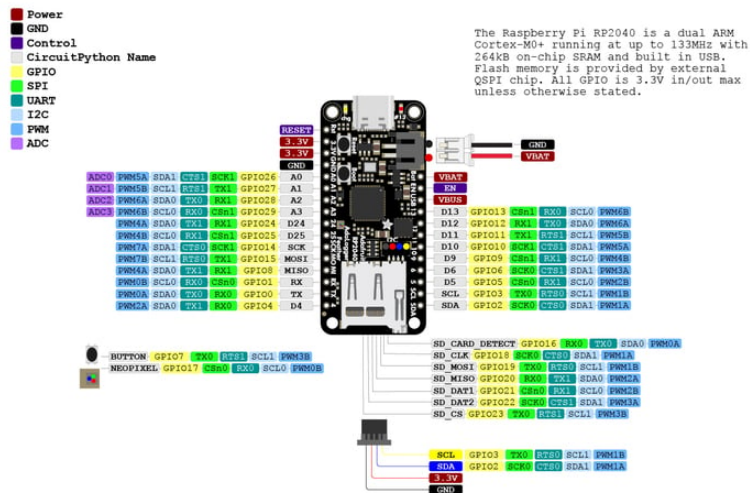 Power
GND
Control
CircuitPython Name
GPIO
SPI
UART
I2C
PWM
ADC
The Raspberry Pi RP2040 is a dual ARM
Cortex-M0+ running at up to 133MHz with
264kB on-chip SRAM and built in USB.
Flash memory is provided by external
QSPI chip. All GPIO is 3.3V in/out max
unless otherwise stated.
RESET
3.3V
3.3V
GND
ADC0 PWM5A SDA1 CTS1 SCK1 GPIO26 A0
ADC1 PWM5B SCL1 RTS1 TX1 GPIO27 A1
ADC2 PWM6A SDA0 TX0 RX1 GPIO28 A2
ADC3 PWM6B SCL0 RX0 CSn1 GPIO29 A3
PWM4A SDA0 TX1 RX1 GPIO24 D24
PWM4B SCL0 RX1 CSn1 GPIO25 D25
PWM7A SDA1 CTS0 SCK1 GPIO14 SCK
PWM7B SCL1 RTS0 TX1 GPIO15 MOSI
PWM4A SDA0 TX1 RX1 GPIO8 MISO
PWM0B SCL0 RX0 CSn0 GPIO1 RX
PWM0A SDA0 TX0 RX0 GPIO0 TX
PWM2A SDA0 TX1 RX0 GPIO4 D4
GND
VBAT
VBAT
EN
VBUS
D13 GPIO13 CSn1 RX0 SCL0 PWM6B
D12 GPIO12 RX1 TX0 SDA0 PWM6A
D11 GPIO11 TX1 RTS1 SCL1 PWM5B
D10 GPIO10 SCK1 CTS1 SDA1 PWM5A
D9 GPIO9 CSn1 RX1 SCL0 PWM4B
D6 GPIO6 SCK0 CTS1 SDA1 PWM3A
D5 GPIO5 CSn0 RX1 SCL0 PWM2B
SCL GPIO3 TX0 RTS0 SCL1 PWM1B
SDA GPIO2 SCK0 CTS0 SDA1 PWM1A
I2C
Adafruit
Feather
RP2040
Adalogger
BUTTON GPIO7 TX0 RTS1 SCL1 PWM3B
NEOPIXEL GPIO17 CSn0 RX0 SCL0 PWM0B
SD_CARD_DETECT GPIO16 RX0 TX0 SDA0 PWM0A
SD_CLK GPIO18 SCK0 CTS0 SDA1 PWM1A
SD_MOSI GPIO19 TX0 RTS0 SCL1 PWM1B
SD_MISO GPIO20 RX0 TX1 SDA0 PWM2A
SD_DAT1 GPIO21 CSn0 RX1 SCL0 PWM2B
SD_DAT2 GPIO22 SCK0 CTS1 SDA1 PWM3A
SD_CS GPIO23 TX0 RTS1 SCL1 PWM3B
SCL GPIO3 TX0 RTS0 SCL1 PWM1B
SDA GPIO2 SCK0 CTS0 SDA1 PWM1A
3.3V
GND